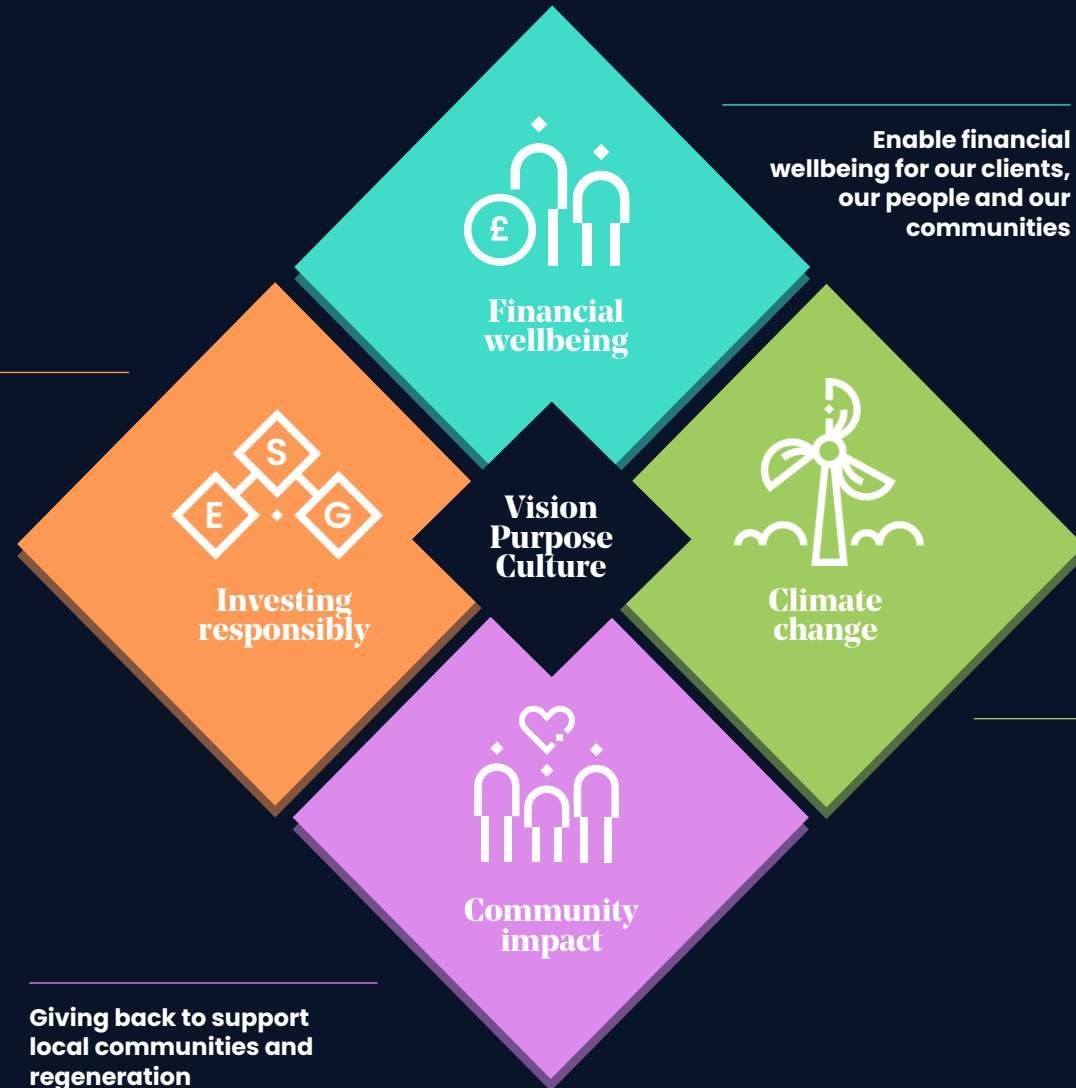 Enable financial
wellbeing for our clients,
our people and our
communities
£
Financial
wellbeing
S
E
G
Investing
responsibly
Vision
Purpose
Culture
Climate
change
Community
impact
Giving back to support
local communities and
regeneration